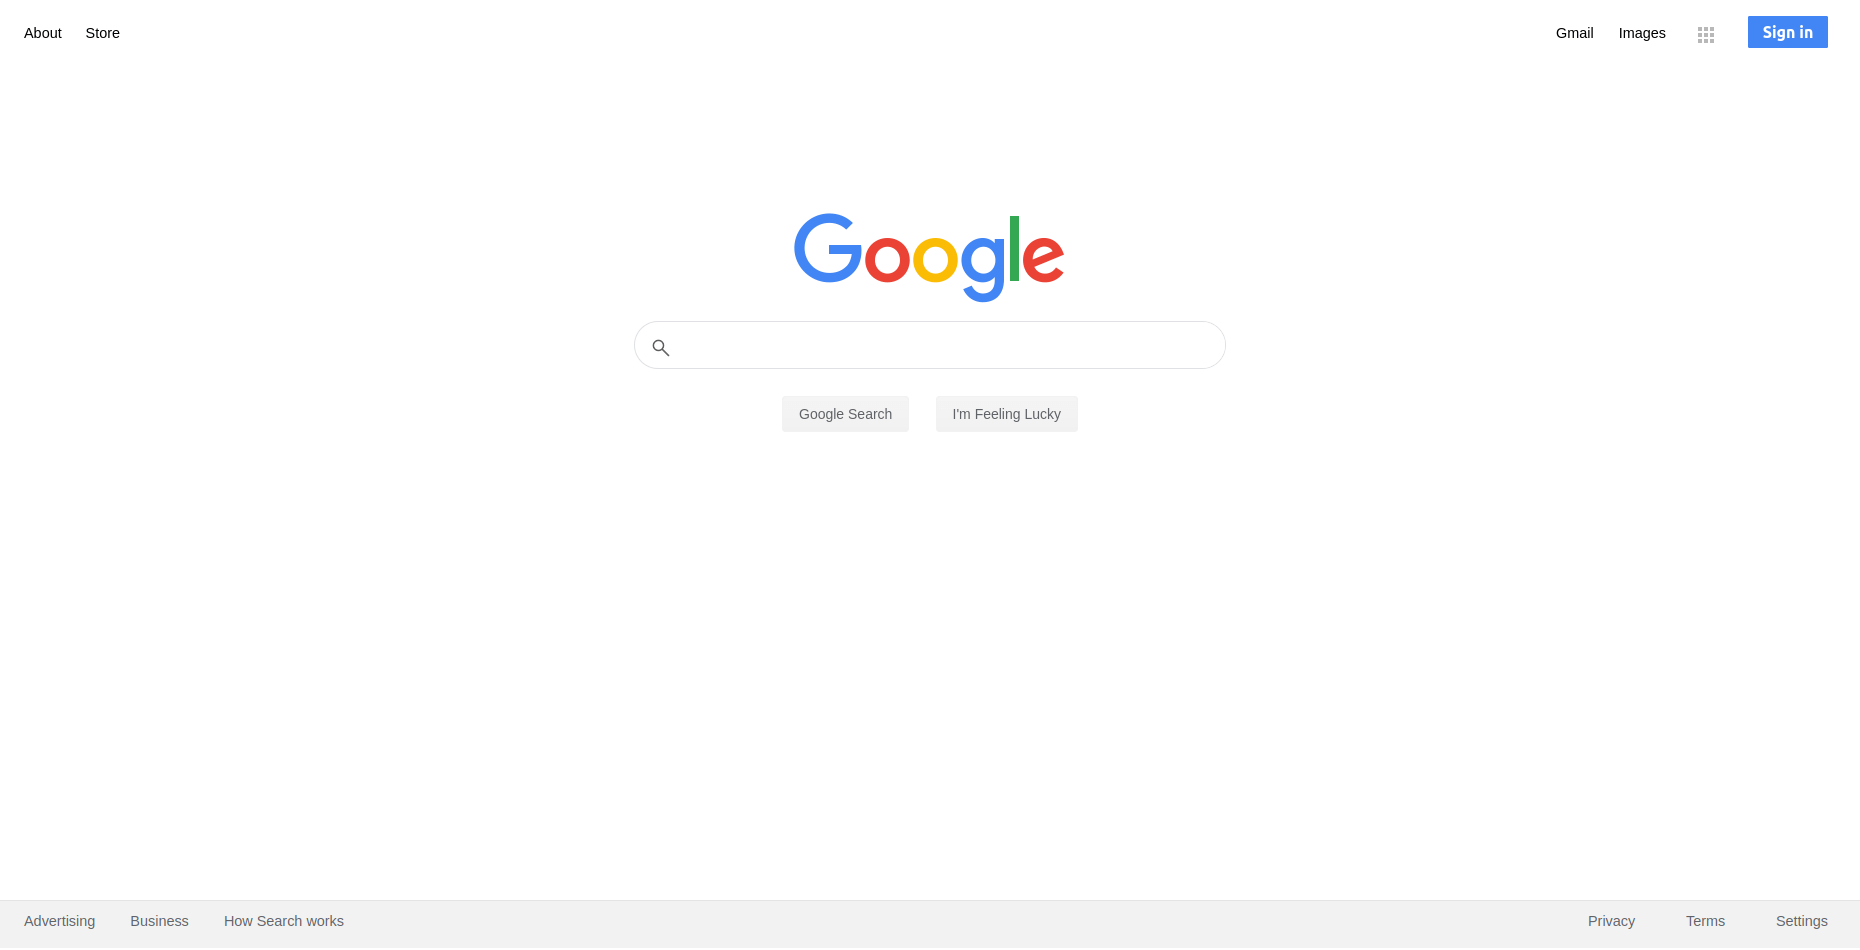 About Store Gmail Images Sign in
Google
Google Search I'm Feeling Lucky
Advertising Business How Search works Privacy Terms Settings